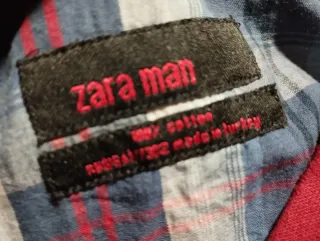 zara man
100% cotton
made in turkey